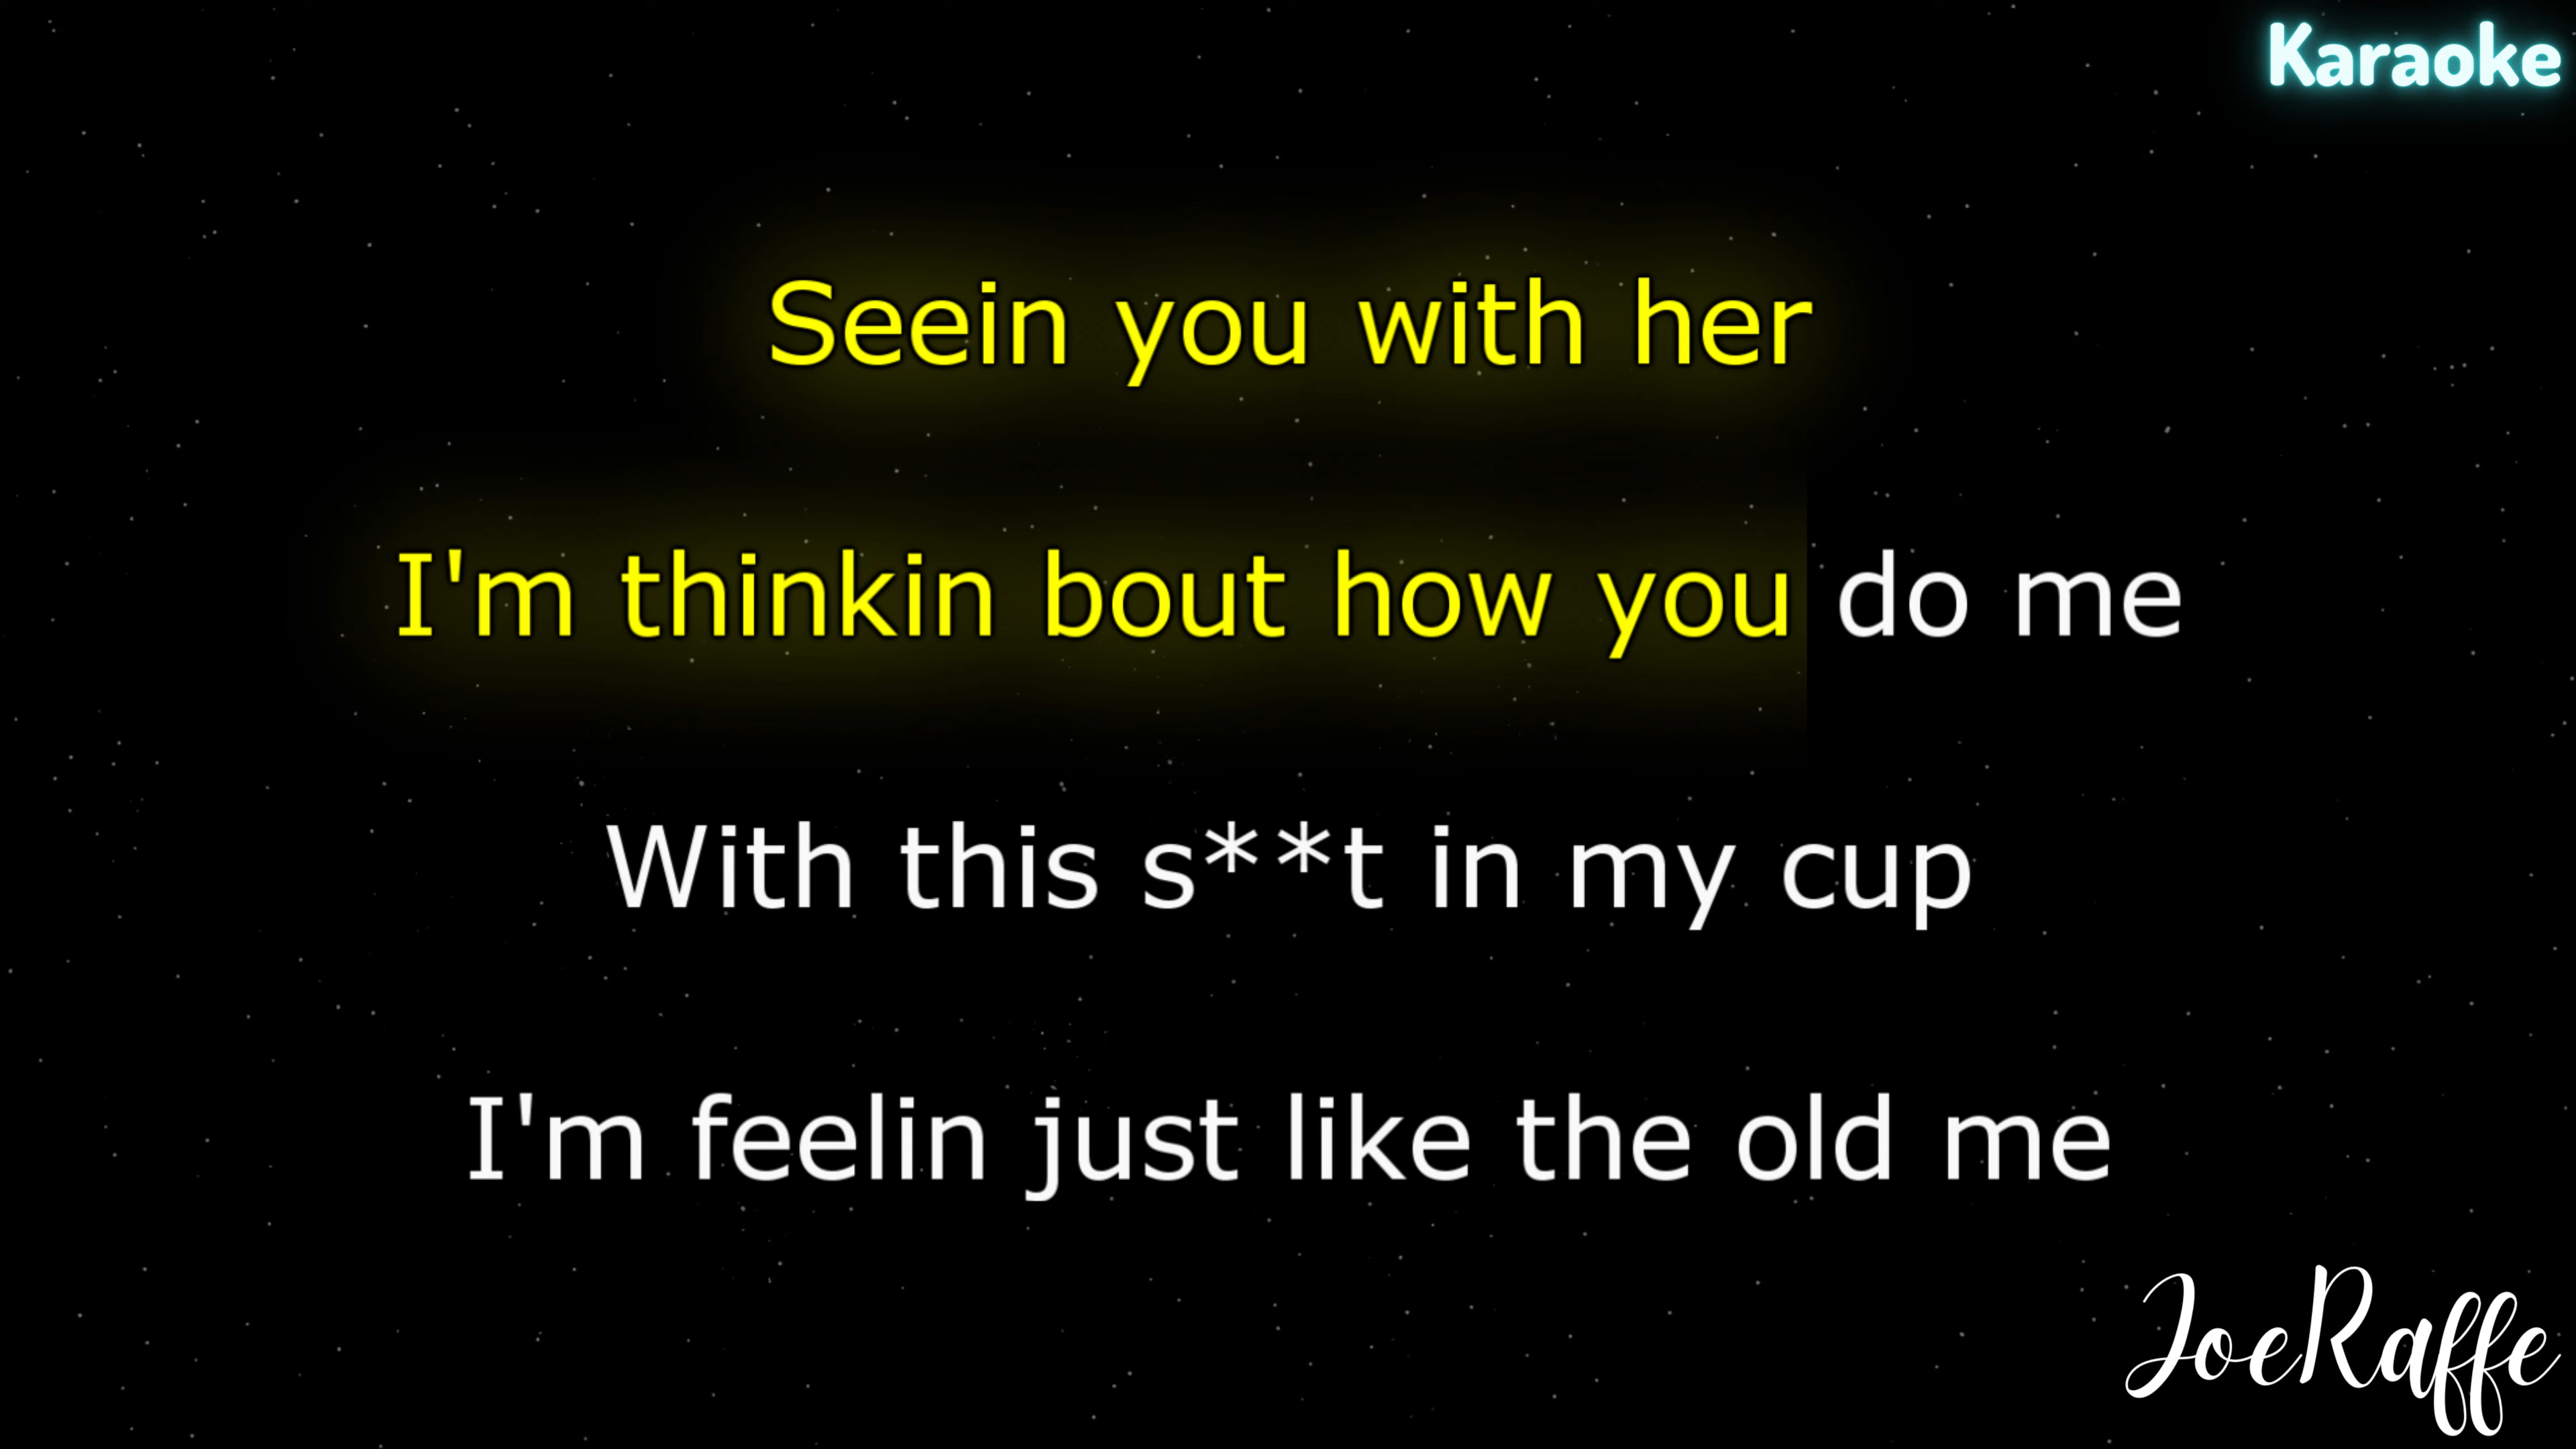 Karaoke
Seein you with her
I'm thinkin bout how you do me
With this s**t in my cup
I'm feelin just like the old me
JoeRaffe